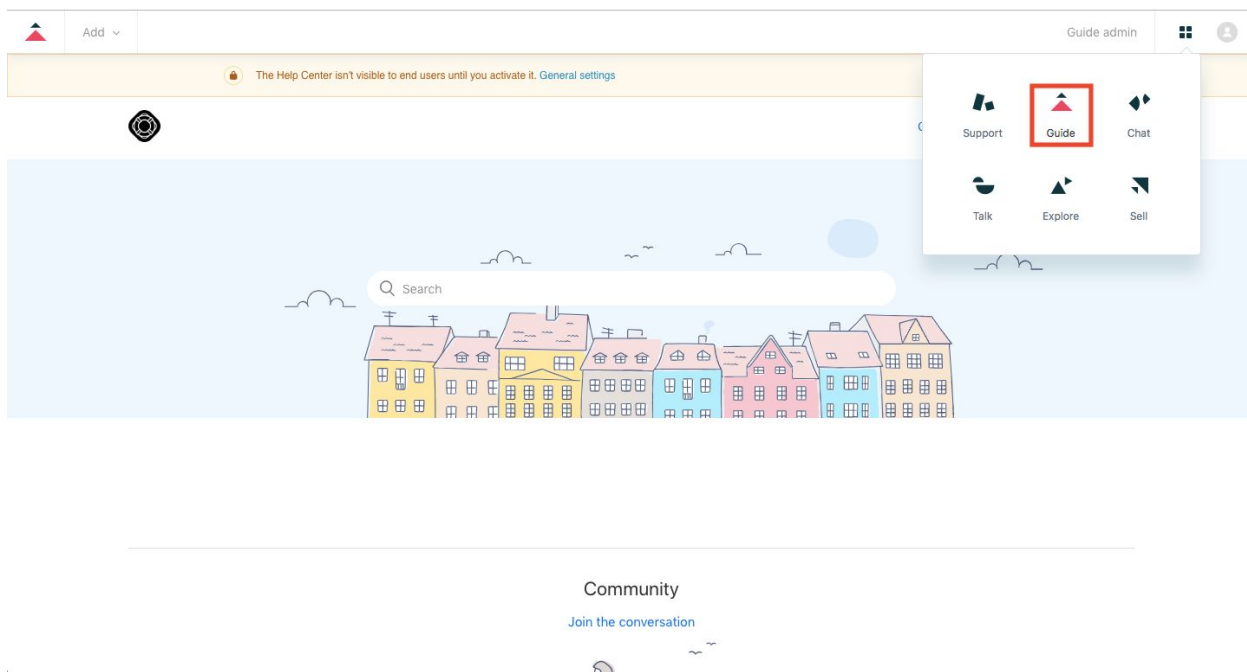 Add
Guide admin
The Help Center isn't visible to end users until you activate it. General settings
Support
Guide
Chat
Talk
Explore
Sell
Search
Community
Join the conversation